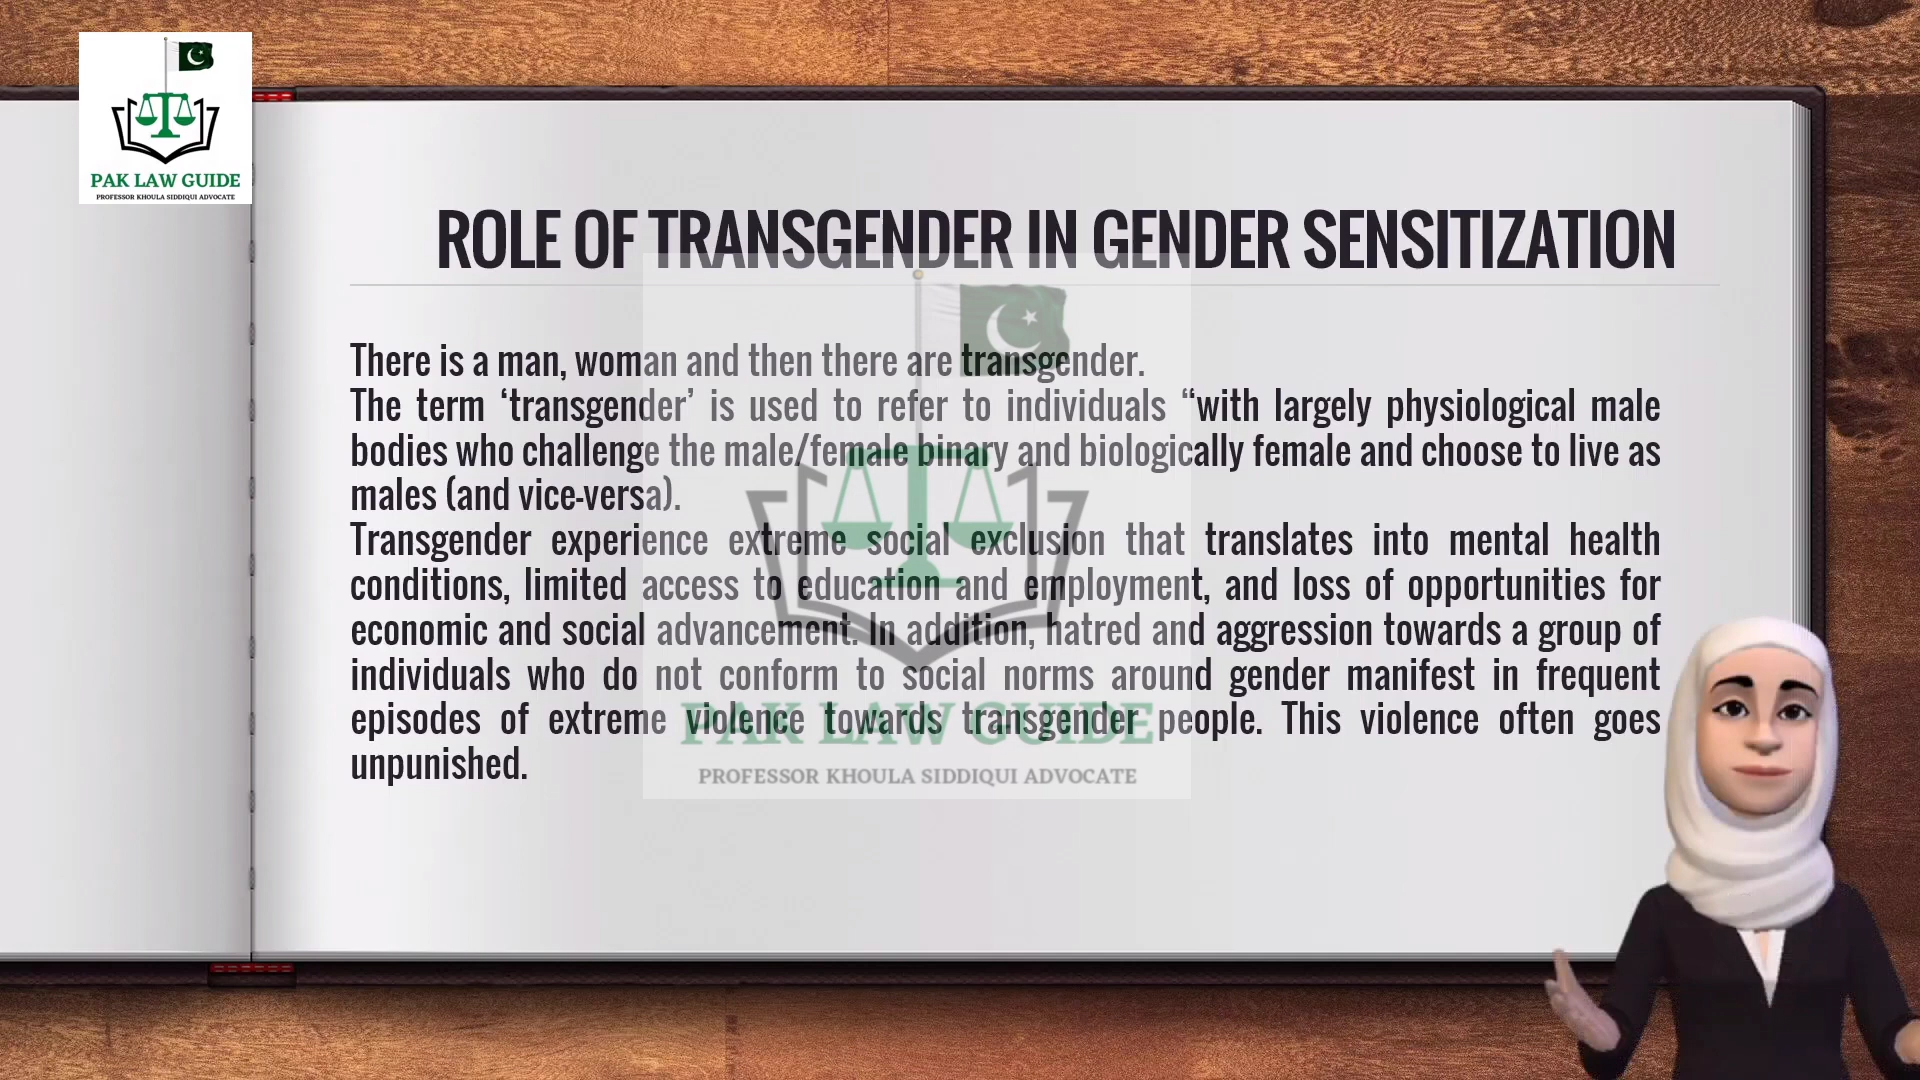 PAK LAW GUIDE
PROFESSOR KHOULA SIDDIQUI ADVOCATE
ROLE OF TRANSGENDER IN GENDER SENSITIZATION
There is a man, woman and then there are transgender.
The term ‘transgender’ is used to refer to individuals “with largely physiological male
bodies who challenge the male/female binary and biologically female and choose to live as
males (and vice-versa).
Transgender experience extreme social exclusion that translates into mental health
conditions, limited access to education and employment, and loss of opportunities for
economic and social advancement. In addition, hatred and aggression towards a group of
individuals who do not conform to social norms around gender manifest in frequent
episodes of extreme violence towards transgender people. This violence often goes
unpunished.
PAK LAW GUIDE
PROFESSOR KHOULA SIDDIQUI ADVOCATE